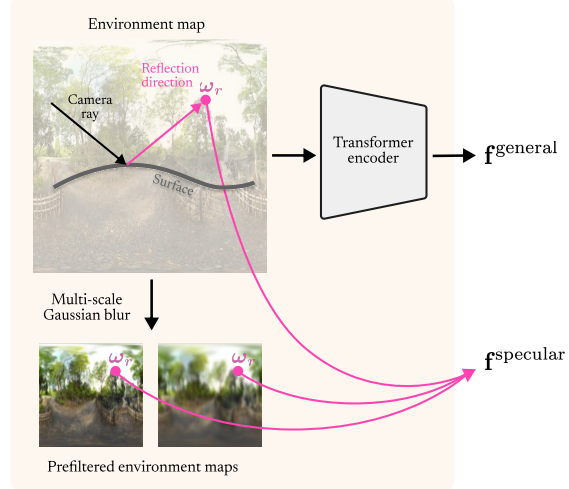 Environment map
Reflection
direction
ω_r
Camera
ray
Surface
Transformer
encoder
f^general
Multi-scale
Gaussian blur
ω_r
ω_r
f^specular
Prefiltered environment maps